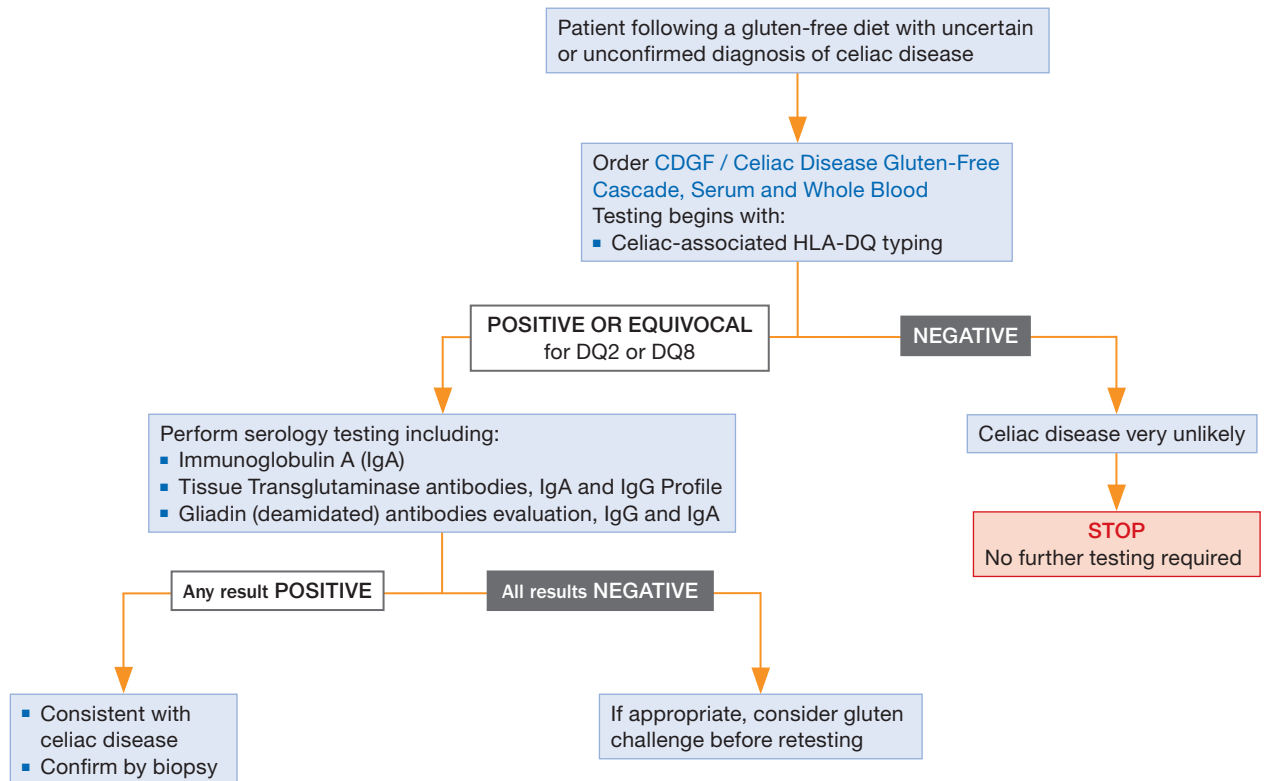 Patient following a gluten-free diet with uncertain
or unconfirmed diagnosis of celiac disease
Order CDGF / Celiac Disease Gluten-Free
Cascade, Serum and Whole Blood
Testing begins with:
▪ Celiac-associated HLA-DQ typing
POSITIVE OR EQUIVOCAL
for DQ2 or DQ8
NEGATIVE
Perform serology testing including:
▪ Immunoglobulin A (IgA)
▪ Tissue Transglutaminase antibodies, IgA and IgG Profile
▪ Gliadin (deamidated) antibodies evaluation, IgG and IgA
Celiac disease very unlikely
STOP
No further testing required
Any result POSITIVE
All results NEGATIVE
▪ Consistent with
celiac disease
▪ Confirm by biopsy
If appropriate, consider gluten
challenge before retesting